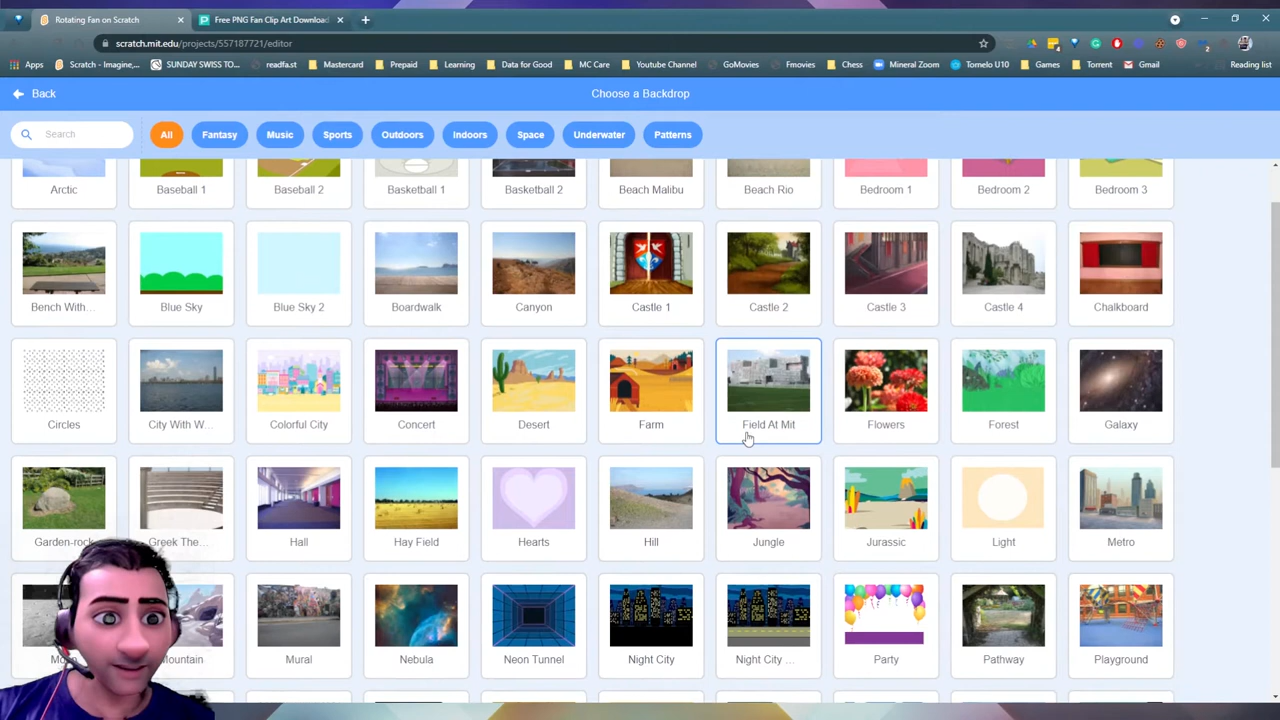 Rotating Fan on Scratch
Free PNG Fan Clip Art Download
scratch.mit.edu/projects/557187721/editor
Apps
Scratch - Imagine,...
SUNDAY SWISS TO...
readfa.st
Mastercard
Prepaid
Learning
Data for Good
MC Care
Youtube Channel
GoMovies
Fmovies
Chess
Mineral Zoom
Tornelo U10
Games
Torrent
Gmail
Reading list
Back
Choose a Backdrop
Search
All
Fantasy
Music
Sports
Outdoors
Indoors
Space
Underwater
Patterns
Arctic
Baseball 1
Baseball 2
Basketball 1
Basketball 2
Beach Malibu
Beach Rio
Bedroom 1
Bedroom 2
Bedroom 3
Bench With...
Blue Sky
Blue Sky 2
Boardwalk
Canyon
Castle 1
Castle 2
Castle 3
Castle 4
Chalkboard
Circles
City With W...
Colorful City
Concert
Desert
Farm
Field At Mit
Flowers
Forest
Galaxy
Garden-rock
Greek The...
Hall
Hay Field
Hearts
Hill
Jungle
Jurassic
Light
Metro
Mountain
Mural
Nebula
Neon Tunnel
Night City
Night City ...
Party
Pathway
Playground